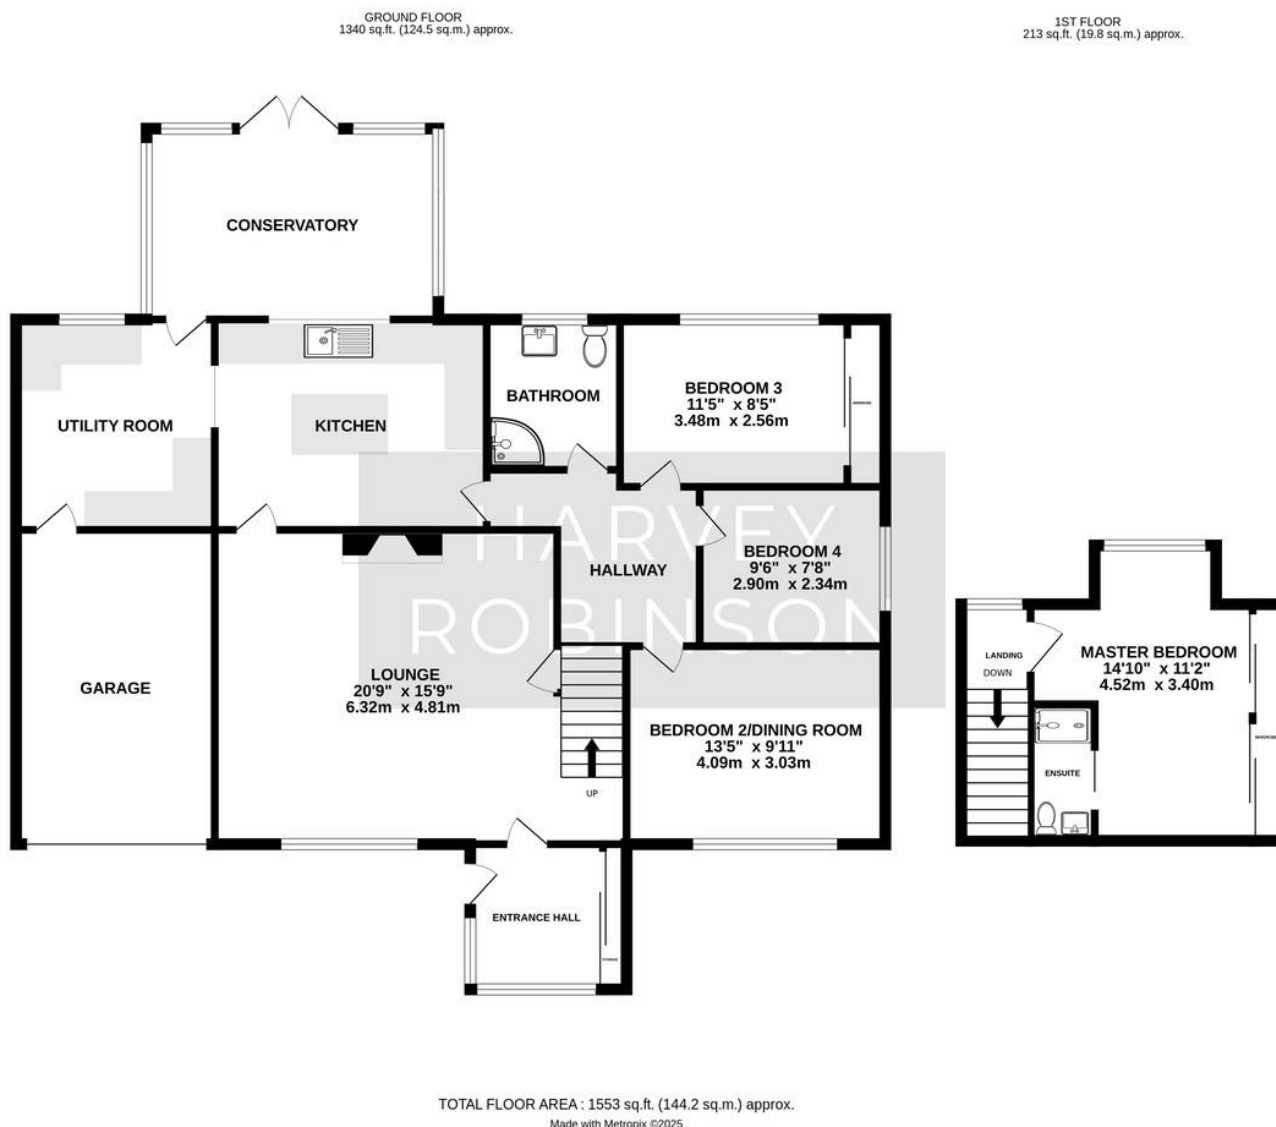 GROUND FLOOR
1340 sq.ft. (124.5 sq.m.) approx.
1ST FLOOR
213 sq.ft. (19.8 sq.m.) approx.
CONSERVATORY
UTILITY ROOM
KITCHEN
BATHROOM
BEDROOM 3
11'5" x 8'5"
3.48m x 2.56m
WARDROBE
HARVEY
ROBINSON
HALLWAY
BEDROOM 4
9'6" x 7'8"
2.90m x 2.34m
GARAGE
LOUNGE
20'9" x 15'9"
6.32m x 4.81m
UP
BEDROOM 2/DINING ROOM
13'5" x 9'11"
4.09m x 3.03m
ENTRANCE HALL
STORAGE
LANDING
DOWN
MASTER BEDROOM
14'10" x 11'2"
4.52m x 3.40m
ENSUITE
TOTAL FLOOR AREA : 1553 sq.ft. (144.2 sq.m.) approx.
Made with Metropix ©2025